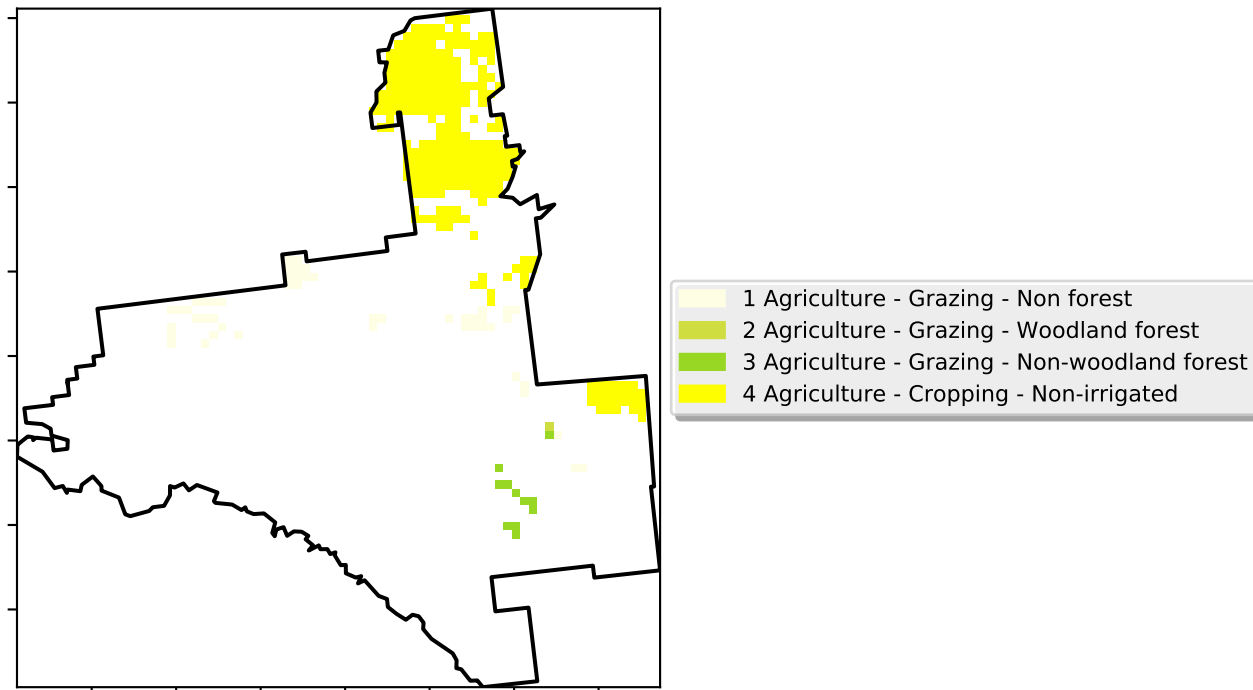 1 Agriculture - Grazing - Non forest
2 Agriculture - Grazing - Woodland forest
3 Agriculture - Grazing - Non-woodland forest
4 Agriculture - Cropping - Non-irrigated